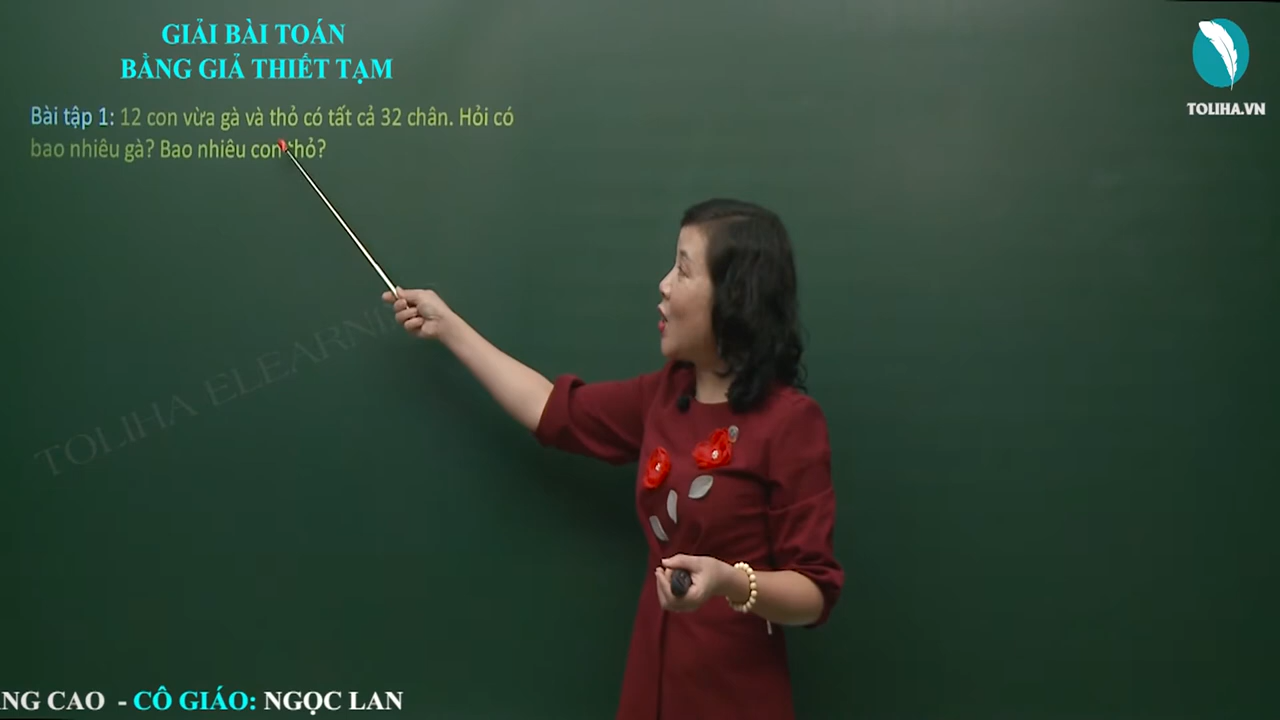 GIẢI BÀI TOÁN
BẰNG GIẢ THIẾT TẠM
TOLIHA.VN
Bài tập 1: 12 con vừa gà và thỏ có tất cả 32 chân. Hỏi có
bao nhiêu gà? Bao nhiêu con thỏ?
TOLIHA ELEARNI
NG CAO - CÔ GIÁO: NGỌC LAN